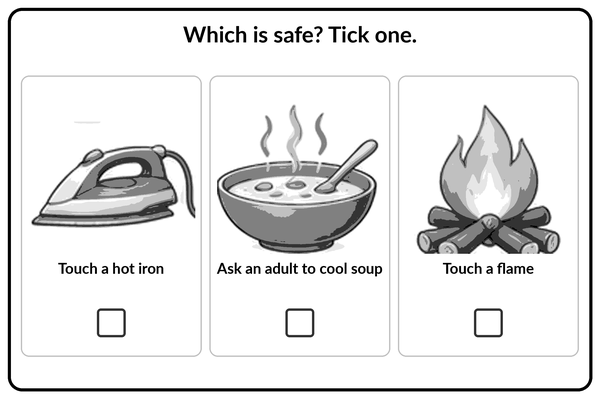 Which is safe? Tick one.
Touch a hot iron
Ask an adult to cool soup
Touch a flame